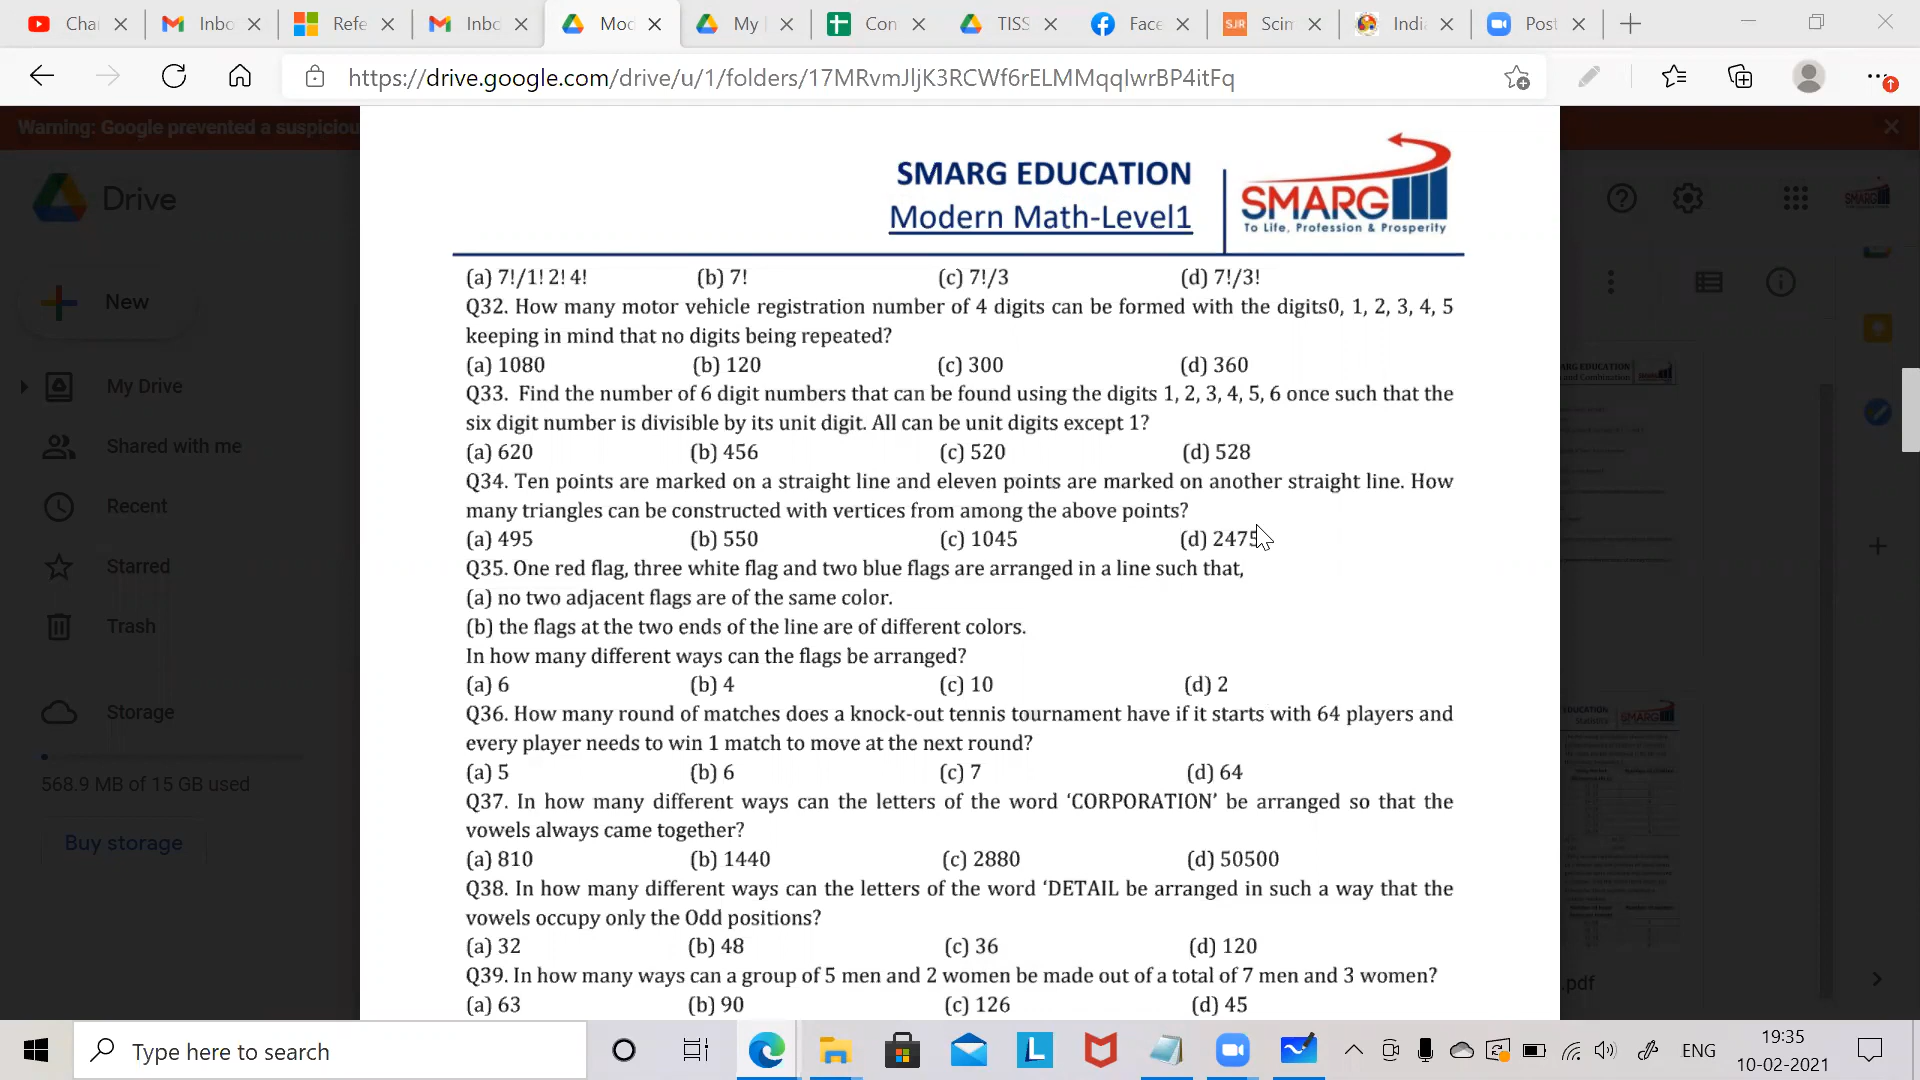 Cha
Inbo
Refe
Inbo
Moc
My
Con
TISS
Face
SJR
Scim
Indi
Post
https://drive.google.com/drive/u/1/folders/17MRvmJljK3RCWf6rELMMqqIwrBP4itFq
Warning: Google prevented a suspiciou
Drive
New
My Drive
Shared with me
Recent
Starred
Trash
Storage
568.9 MB of 15 GB used
Buy storage
SMARG EDUCATION
Modern Math-Level1
SMARG
To Life, Profession & Prosperity
(a) 7!/1! 2! 4! (b) 7! (c) 7!/3 (d) 7!/3!
Q32. How many motor vehicle registration number of 4 digits can be formed with the digits0, 1, 2, 3, 4, 5
keeping in mind that no digits being repeated?
(a) 1080 (b) 120 (c) 300 (d) 360
Q33. Find the number of 6 digit numbers that can be found using the digits 1, 2, 3, 4, 5, 6 once such that the
six digit number is divisible by its unit digit. All can be unit digits except 1?
(a) 620 (b) 456 (c) 520 (d) 528
Q34. Ten points are marked on a straight line and eleven points are marked on another straight line. How
many triangles can be constructed with vertices from among the above points?
(a) 495 (b) 550 (c) 1045 (d) 2475
Q35. One red flag, three white flag and two blue flags are arranged in a line such that,
(a) no two adjacent flags are of the same color.
(b) the flags at the two ends of the line are of different colors.
In how many different ways can the flags be arranged?
(a) 6 (b) 4 (c) 10 (d) 2
Q36. How many round of matches does a knock-out tennis tournament have if it starts with 64 players and
every player needs to win 1 match to move at the next round?
(a) 5 (b) 6 (c) 7 (d) 64
Q37. In how many different ways can the letters of the word ‘CORPORATION’ be arranged so that the
vowels always came together?
(a) 810 (b) 1440 (c) 2880 (d) 50500
Q38. In how many different ways can the letters of the word ‘DETAIL be arranged in such a way that the
vowels occupy only the Odd positions?
(a) 32 (b) 48 (c) 36 (d) 120
Q39. In how many ways can a group of 5 men and 2 women be made out of a total of 7 men and 3 women?
(a) 63 (b) 90 (c) 126 (d) 45
.pdf
Type here to search
ENG
19:35
10-02-2021